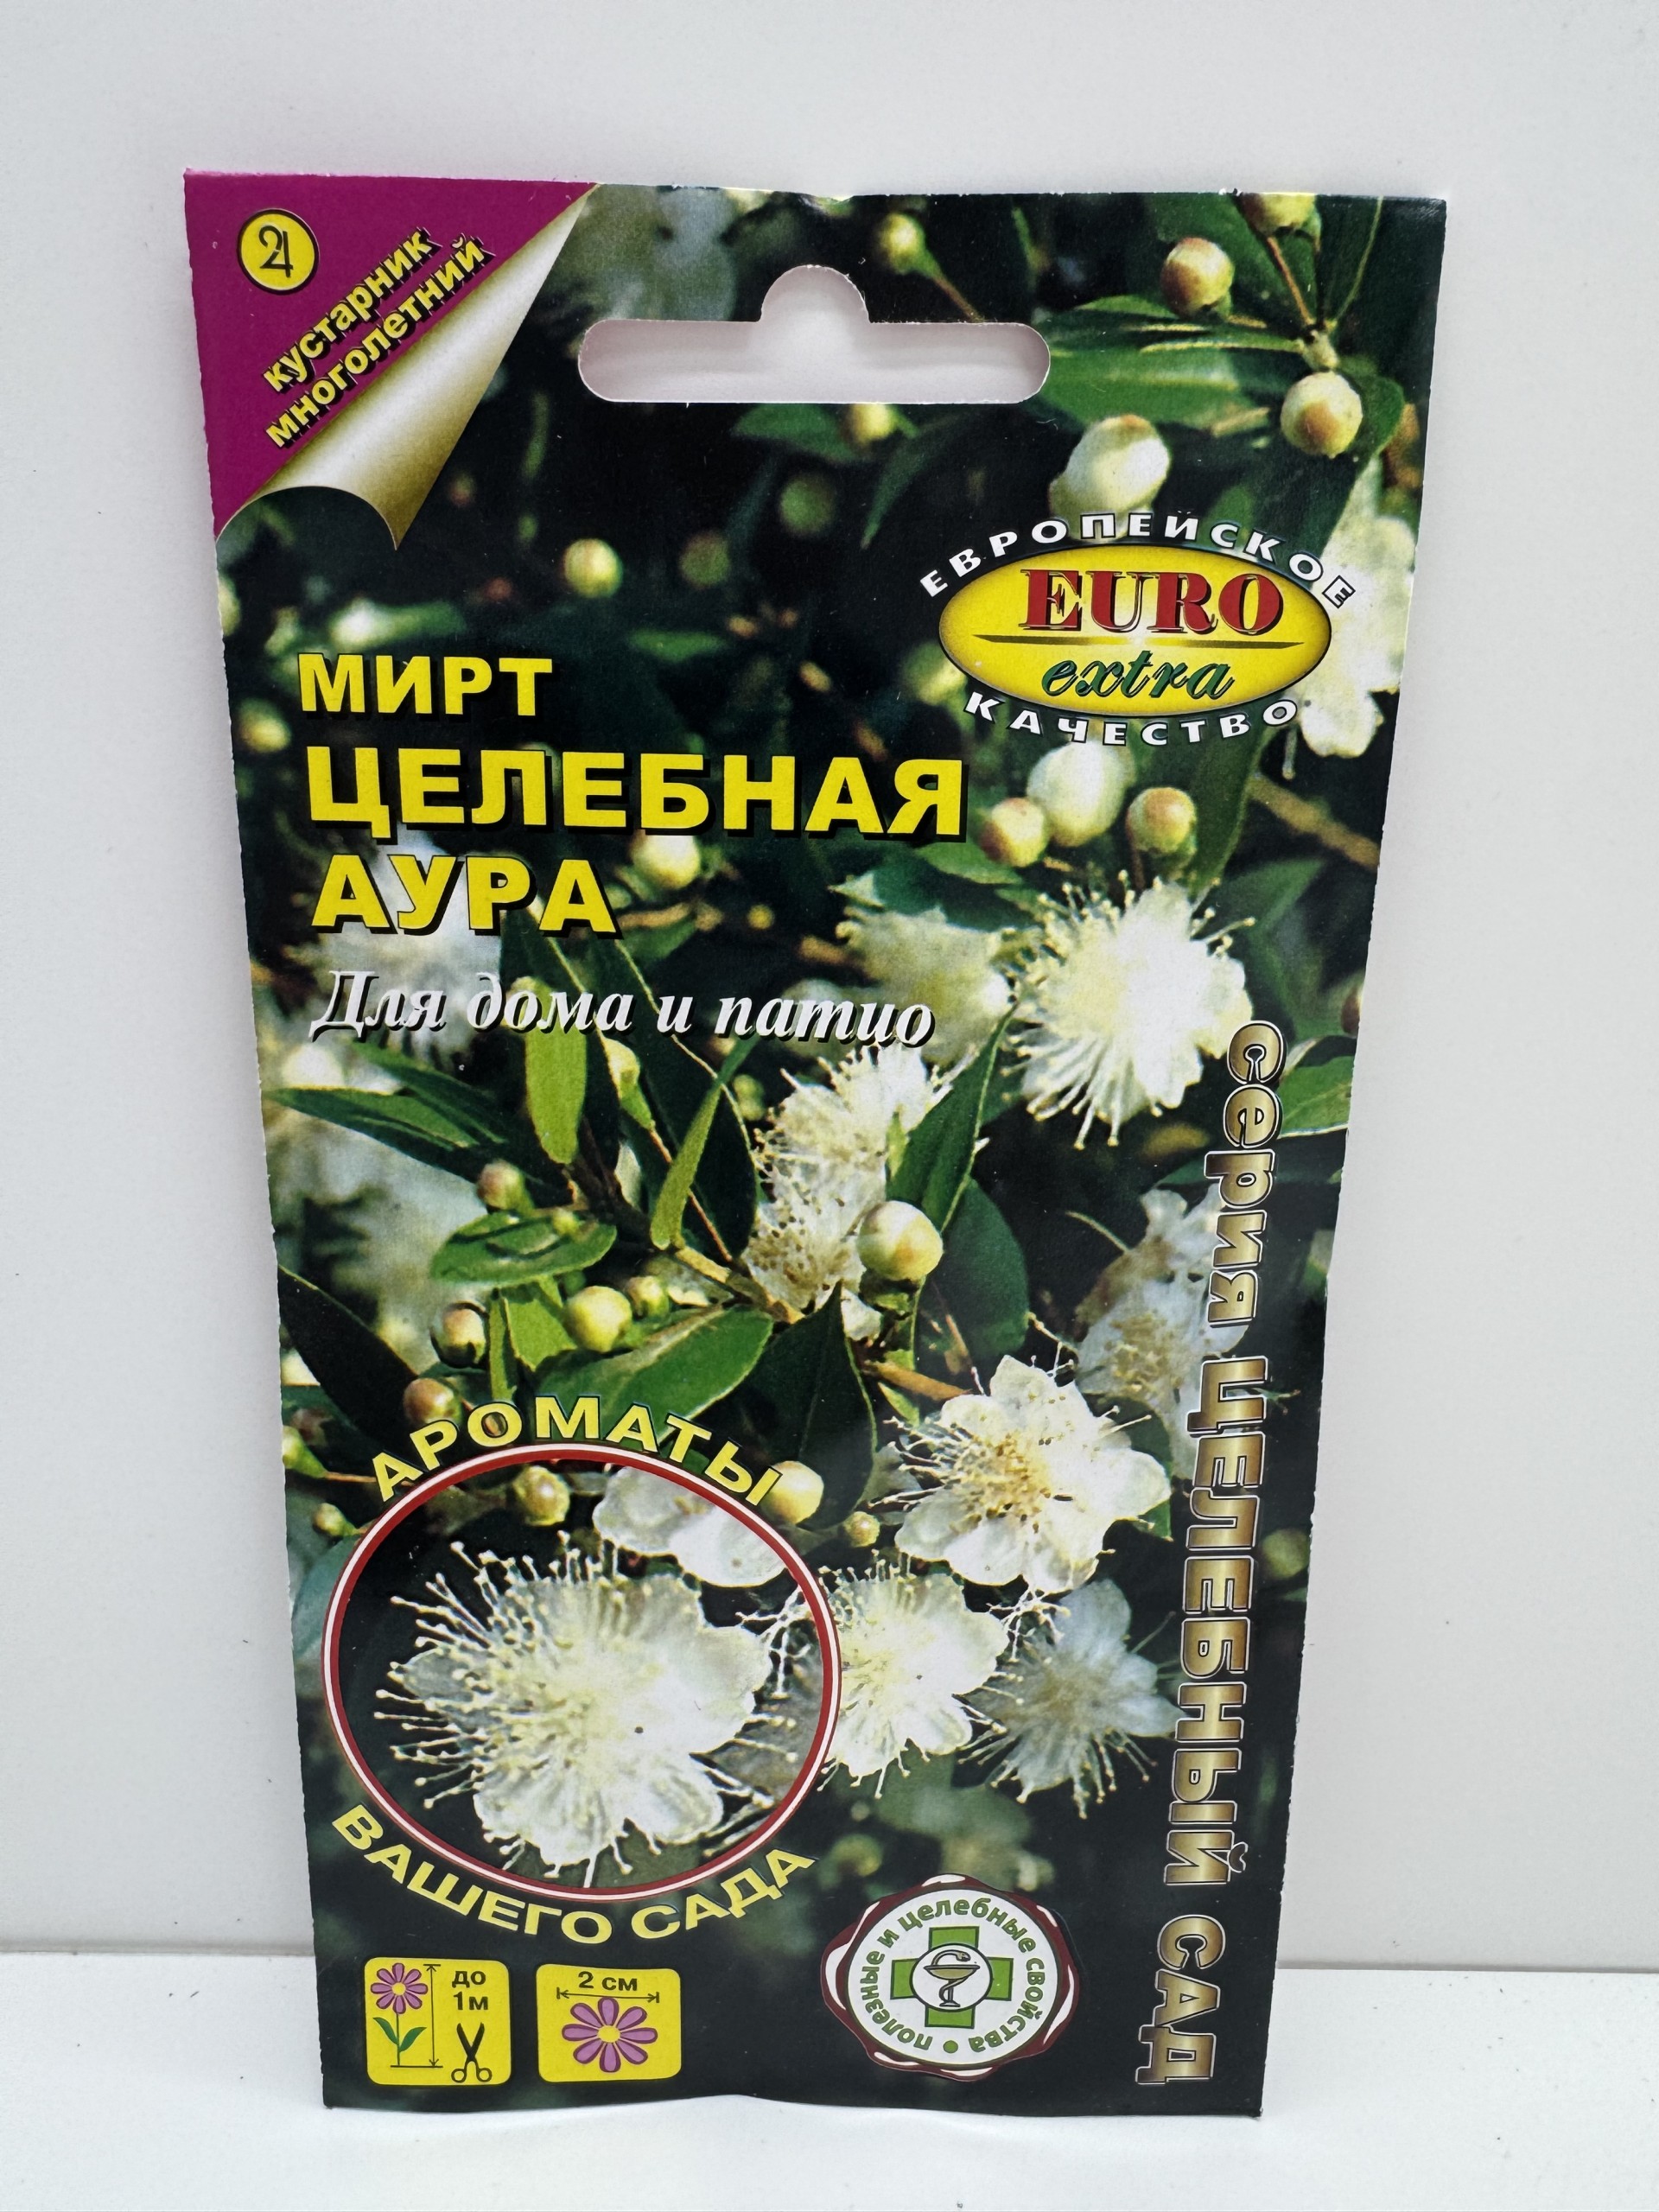 кустарник
многолетний
ЕВРОПЕЙСКОЕ
EURO
extra
КАЧЕСТВО
МИРТ
ЦЕЛЕБНАЯ
АУРА
Для дома и патио
серия ЦЕЛЕБНЫЙ САД
АРОМАТЫ
ВАШЕГО САДА
до
1м
2 см
полезные и целебные свойства •